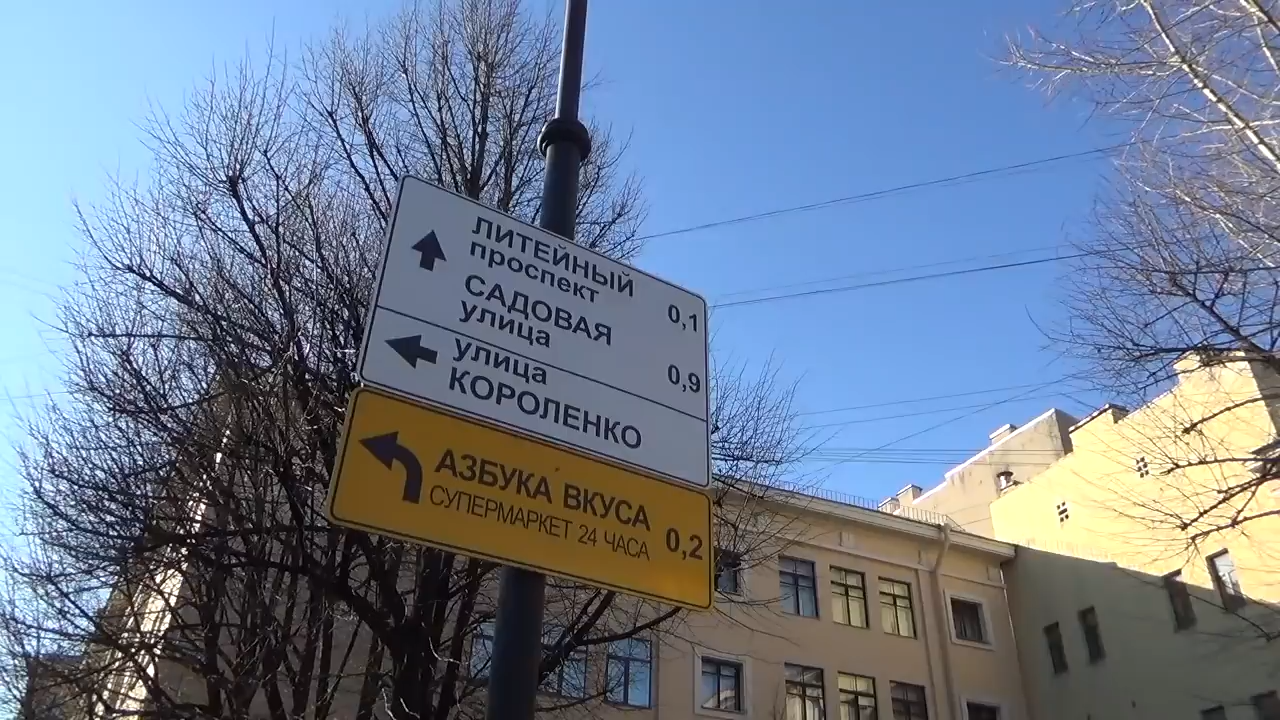 ЛИТЕЙНЫЙ
проспект 0,1
САДОВАЯ
улица 0,9
улица
КОРОЛЕНКО
АЗБУКА ВКУСА
СУПЕРМАРКЕТ 24 ЧАСА 0,2